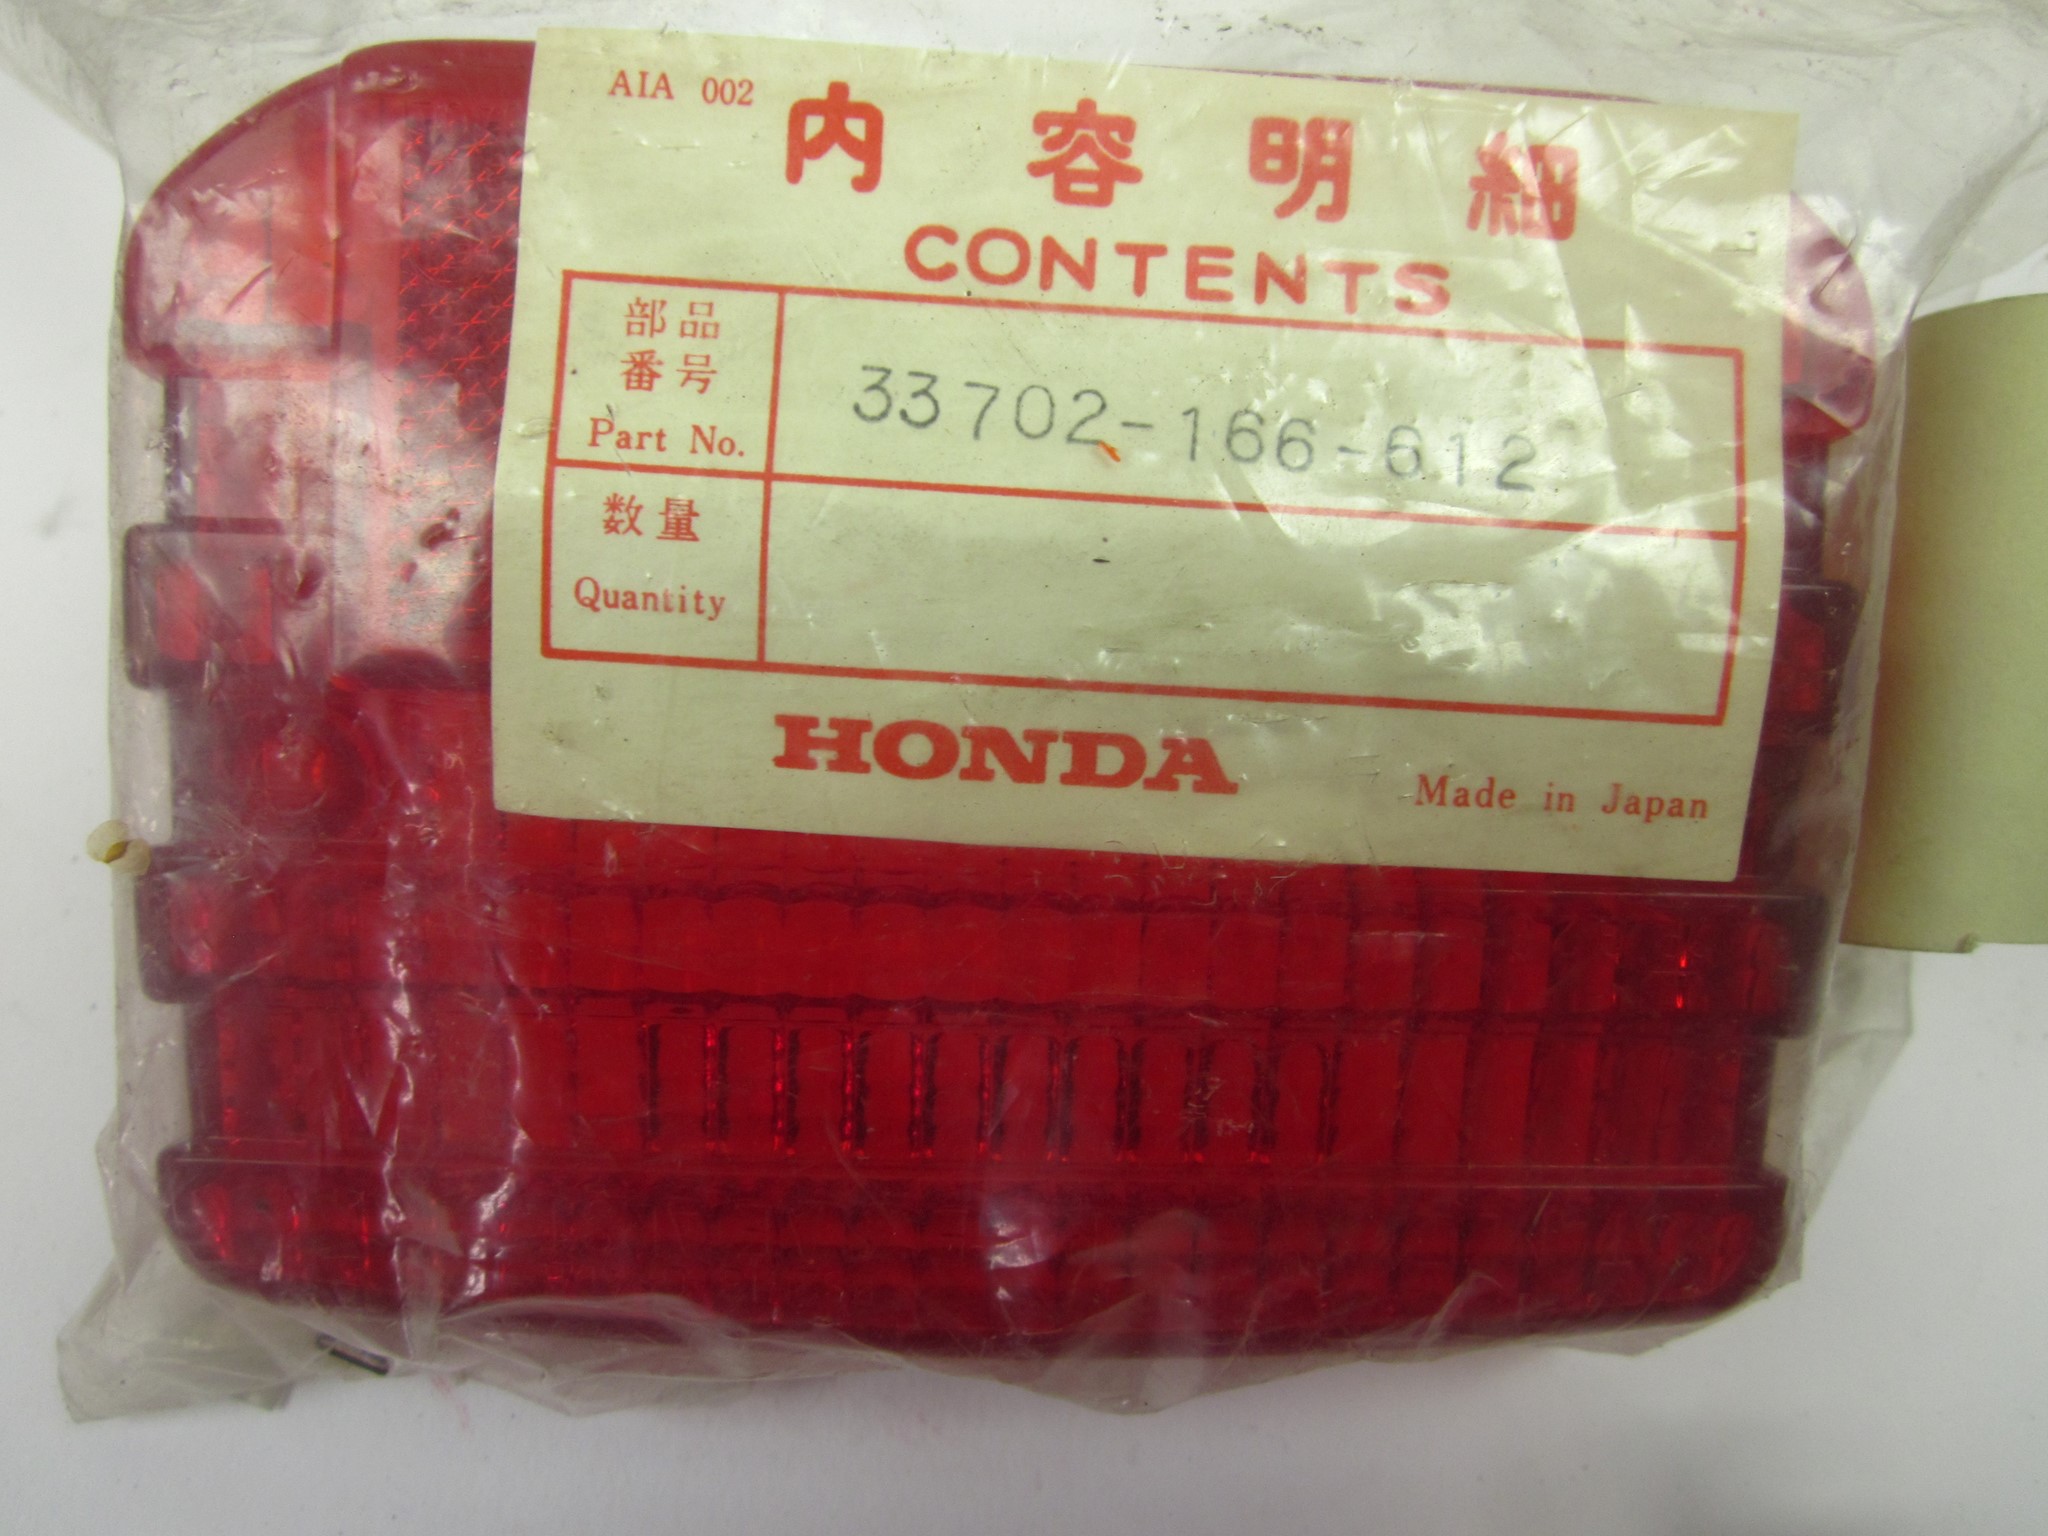 AIA 002
内容明細
CONTENTS
部品
番号
Part No.
33702-166-612
数量
Quantity
HONDA
Made in Japan